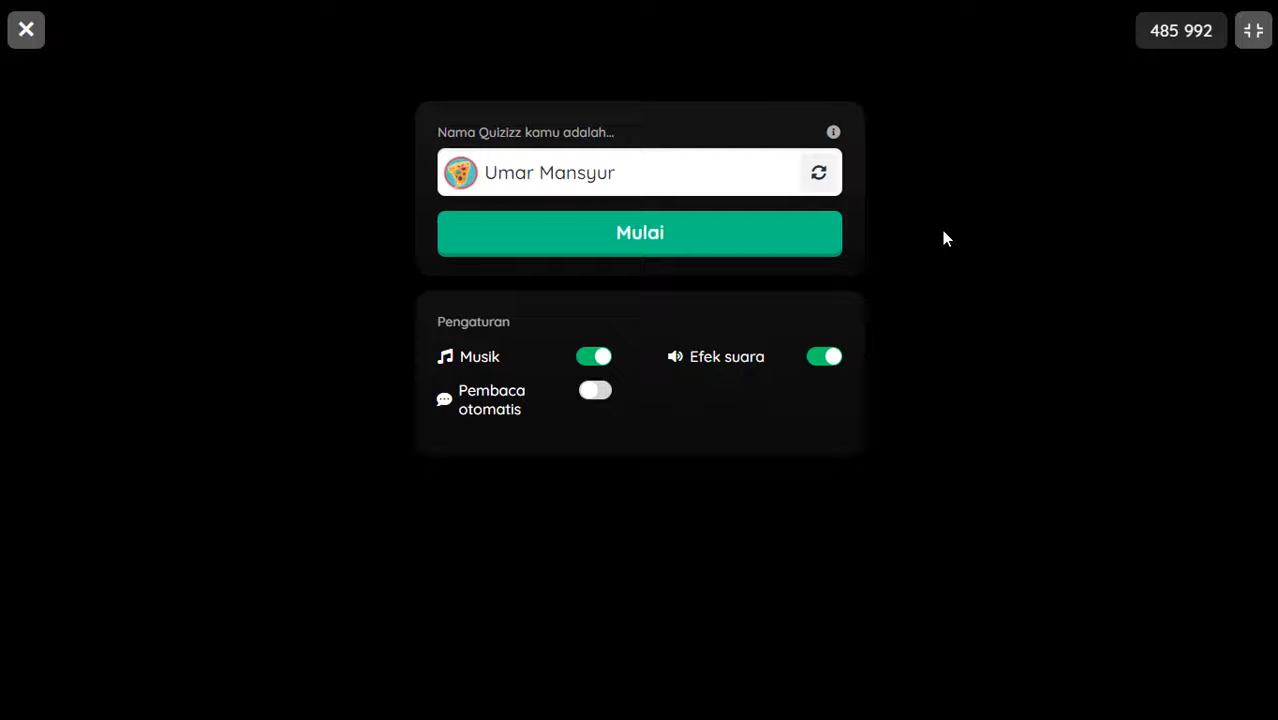 485 992
Nama Quizizz kamu adalah...
Umar Mansyur
Mulai
Pengaturan
Musik
Efek suara
Pembaca
otomatis